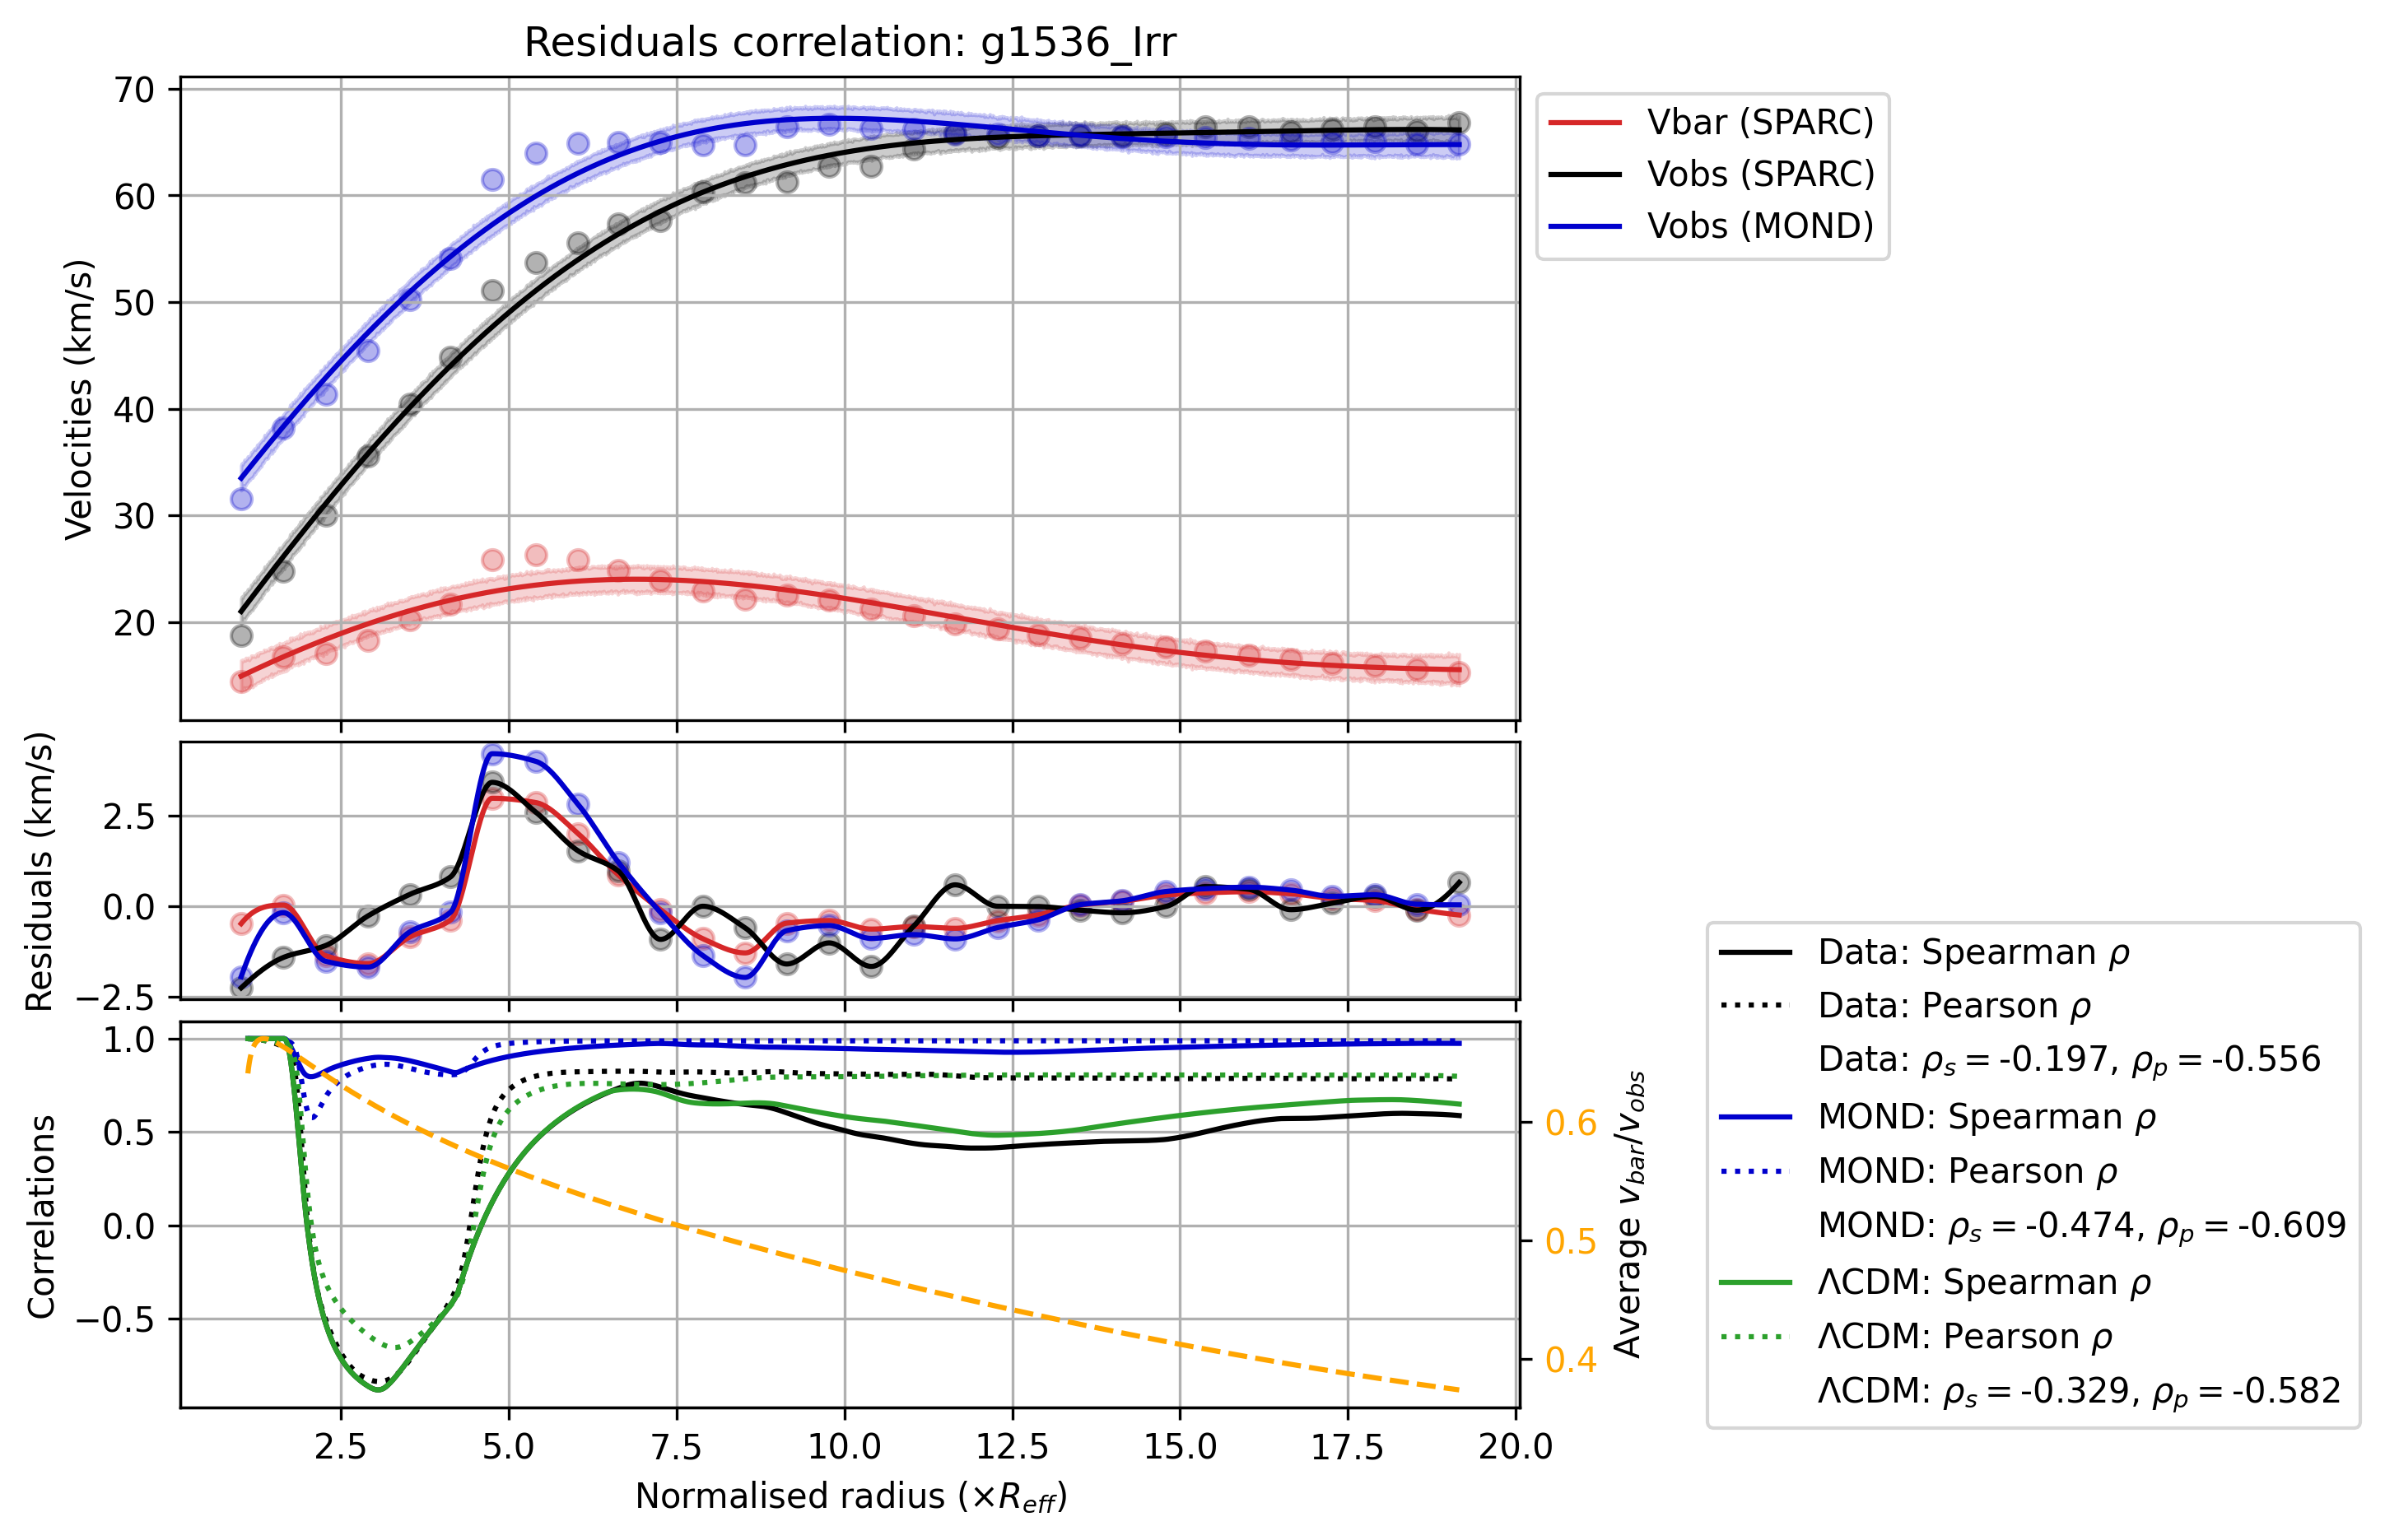 Residuals correlation: g1536_Irr
70
60
50
40
30
20
Velocities (km/s)
Vbar (SPARC)
Vobs (SPARC)
Vobs (MOND)
2.5
0.0
−2.5
Residuals (km/s)
1.0
0.5
0.0
−0.5
Correlations
0.6
0.5
0.4
Average v_bar/v_obs
2.5 5.0 7.5 10.0 12.5 15.0 17.5 20.0
Normalised radius (×R_eff)
Data: Spearman ρ
Data: Pearson ρ
Data: ρ_s = -0.197, ρ_p = -0.556
MOND: Spearman ρ
MOND: Pearson ρ
MOND: ρ_s = -0.474, ρ_p = -0.609
ΛCDM: Spearman ρ
ΛCDM: Pearson ρ
ΛCDM: ρ_s = -0.329, ρ_p = -0.582